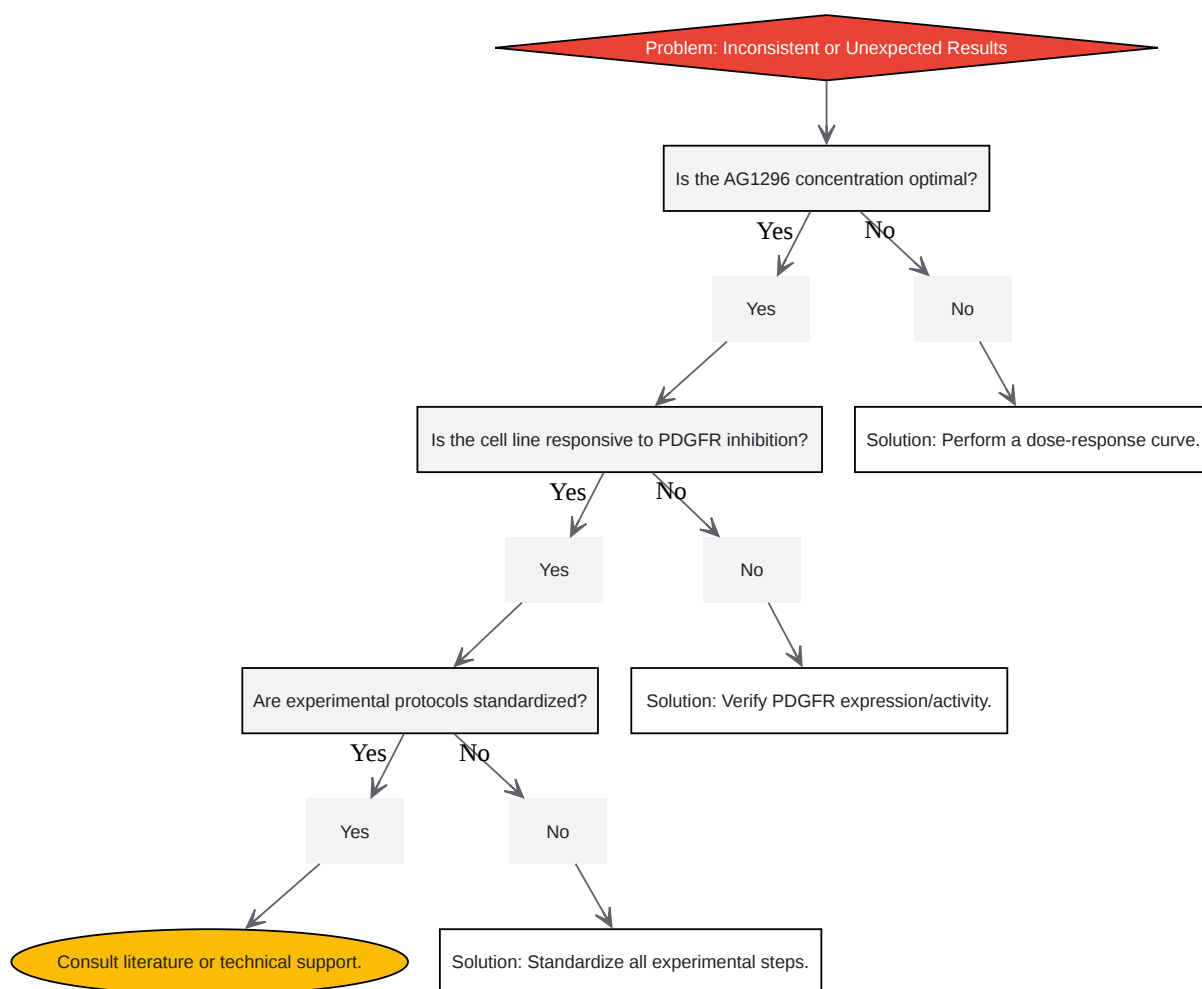 Problem: Inconsistent or Unexpected Results
Is the AG1296 concentration optimal?
Yes
No
Yes
No
Is the cell line responsive to PDGFR inhibition?
Solution: Perform a dose-response curve.
Yes
No
Yes
No
Are experimental protocols standardized?
Solution: Verify PDGFR expression/activity.
Yes
No
Yes
No
Consult literature or technical support.
Solution: Standardize all experimental steps.